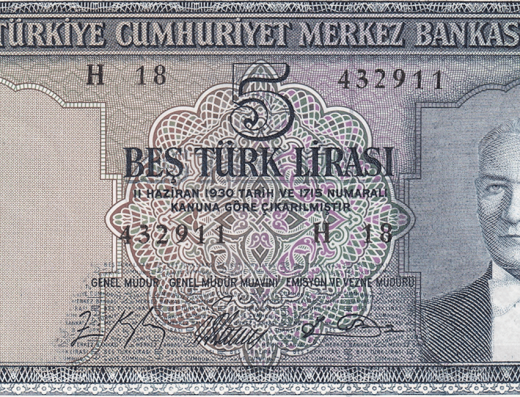 TÜRKİYE CUMHURİYET MERKEZ BANKASI
H 18 432911
5
BEŞ TÜRK LİRASI
11 HAZİRAN 1930 TARİH VE 1715 NUMARALI
KANUNA GÖRE ÇIKARILMIŞTIR
432911 H 18
GENEL MÜDÜR GENEL MÜDÜR MUAVİNİ EMİSYON VE VEZNE MÜDÜRÜ